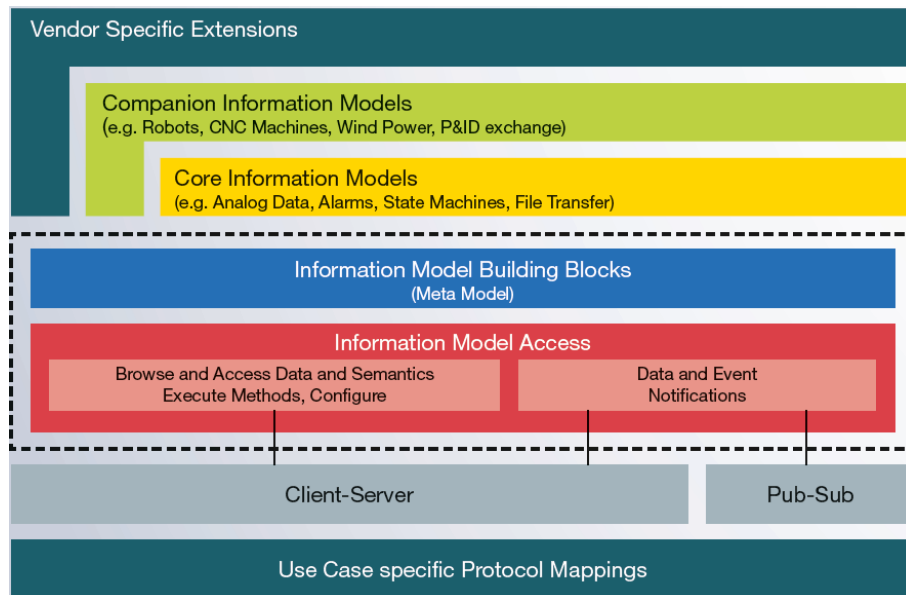 Vendor Specific Extensions
Companion Information Models
(e.g. Robots, CNC Machines, Wind Power, P&ID exchange)
Core Information Models
(e.g. Analog Data, Alarms, State Machines, File Transfer)
Information Model Building Blocks
(Meta Model)
Information Model Access
Browse and Access Data and Semantics
Execute Methods, Configure
Data and Event
Notifications
Client-Server
Pub-Sub
Use Case specific Protocol Mappings